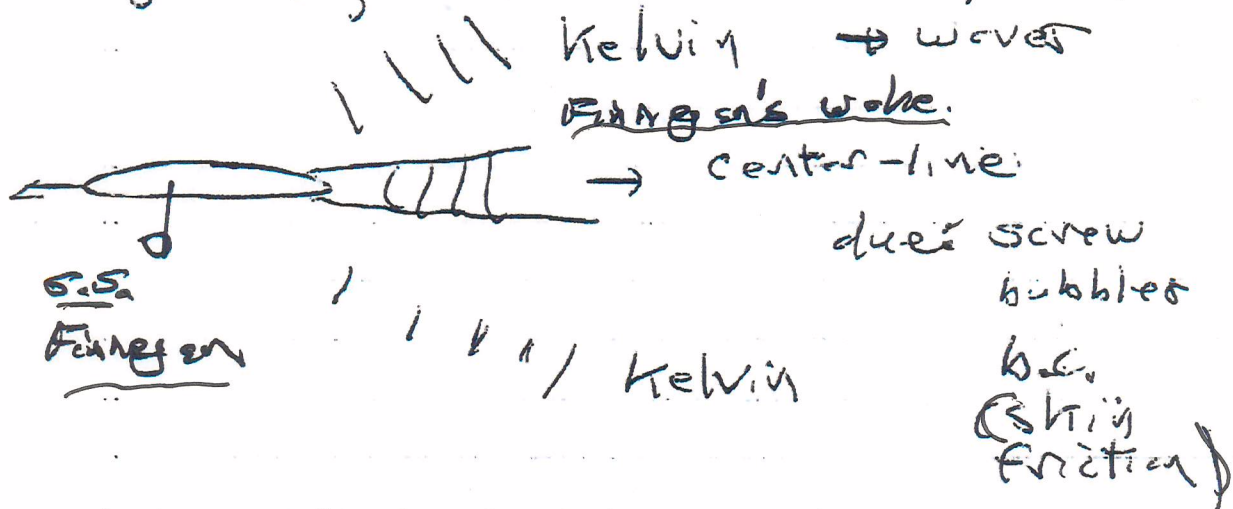 Kelvin → waves
Finnegan's wake.
→ center-line
due: screw
bubbles
b.c.
(skin
friction)
S.S.
Finnegan
Kelvin